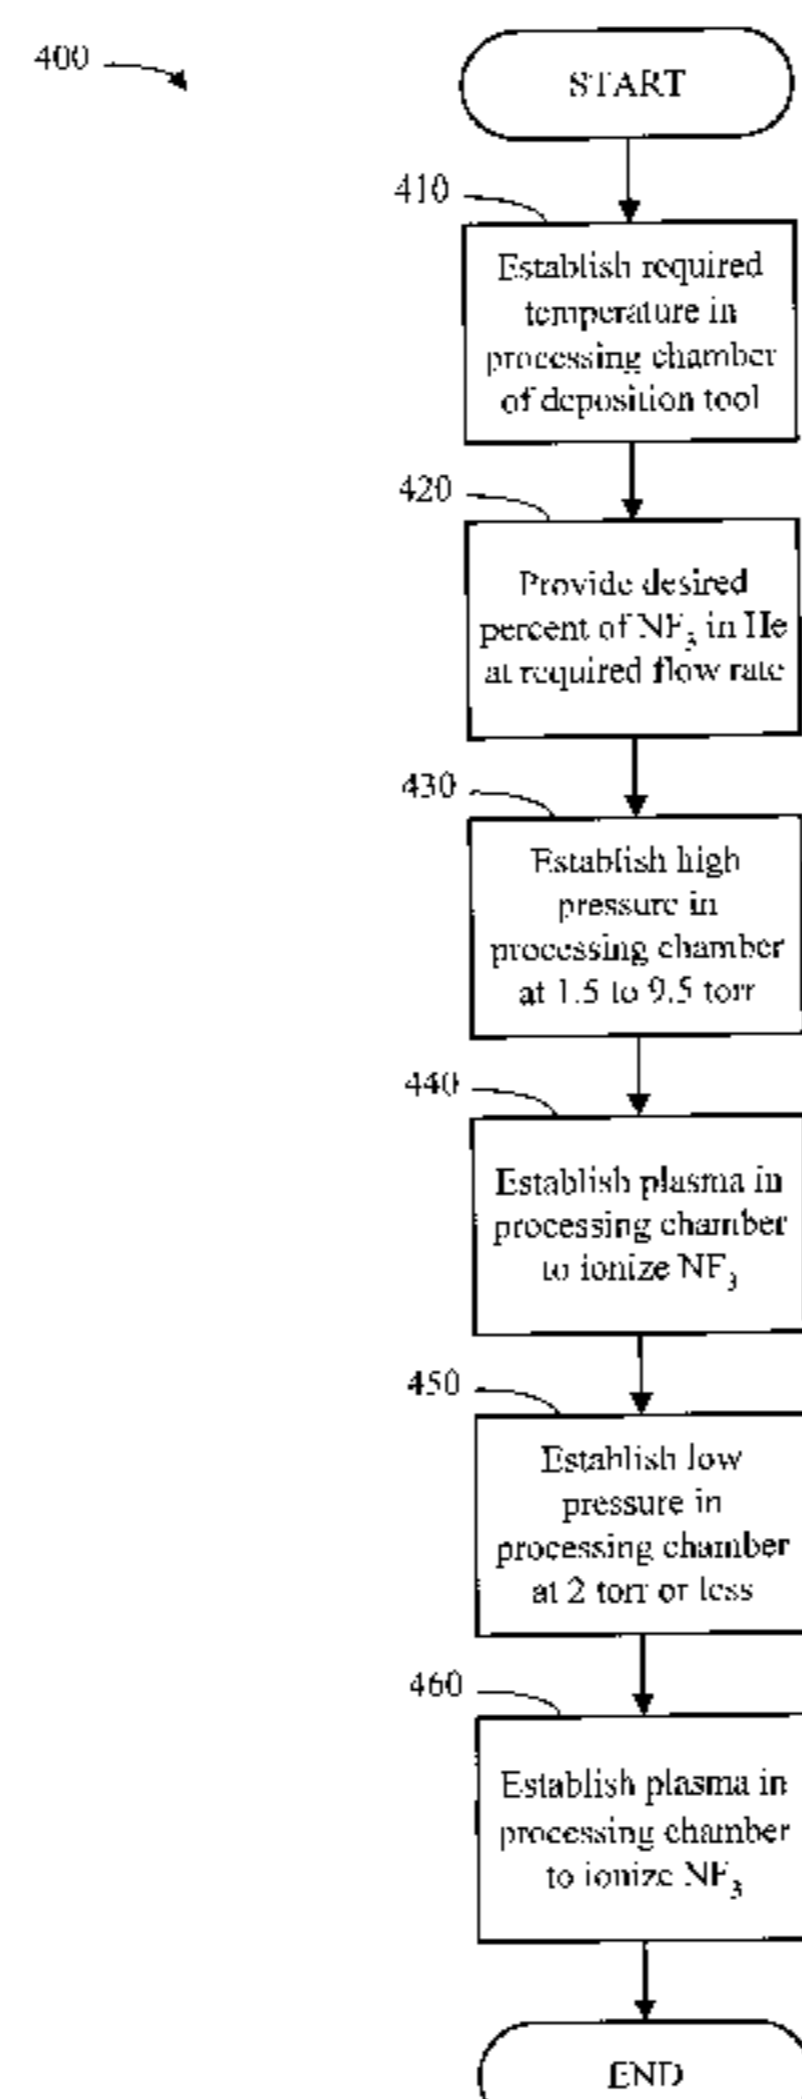 400
START
410
Establish required
temperature in
processing chamber
of deposition tool
420
Provide desired
percent of NF₃ in He
at required flow rate
430
Establish high
pressure in
processing chamber
at 1.5 to 9.5 torr
440
Establish plasma in
processing chamber
to ionize NF₃
450
Establish low
pressure in
processing chamber
at 2 torr or less
460
Establish plasma in
processing chamber
to ionize NF₃
END